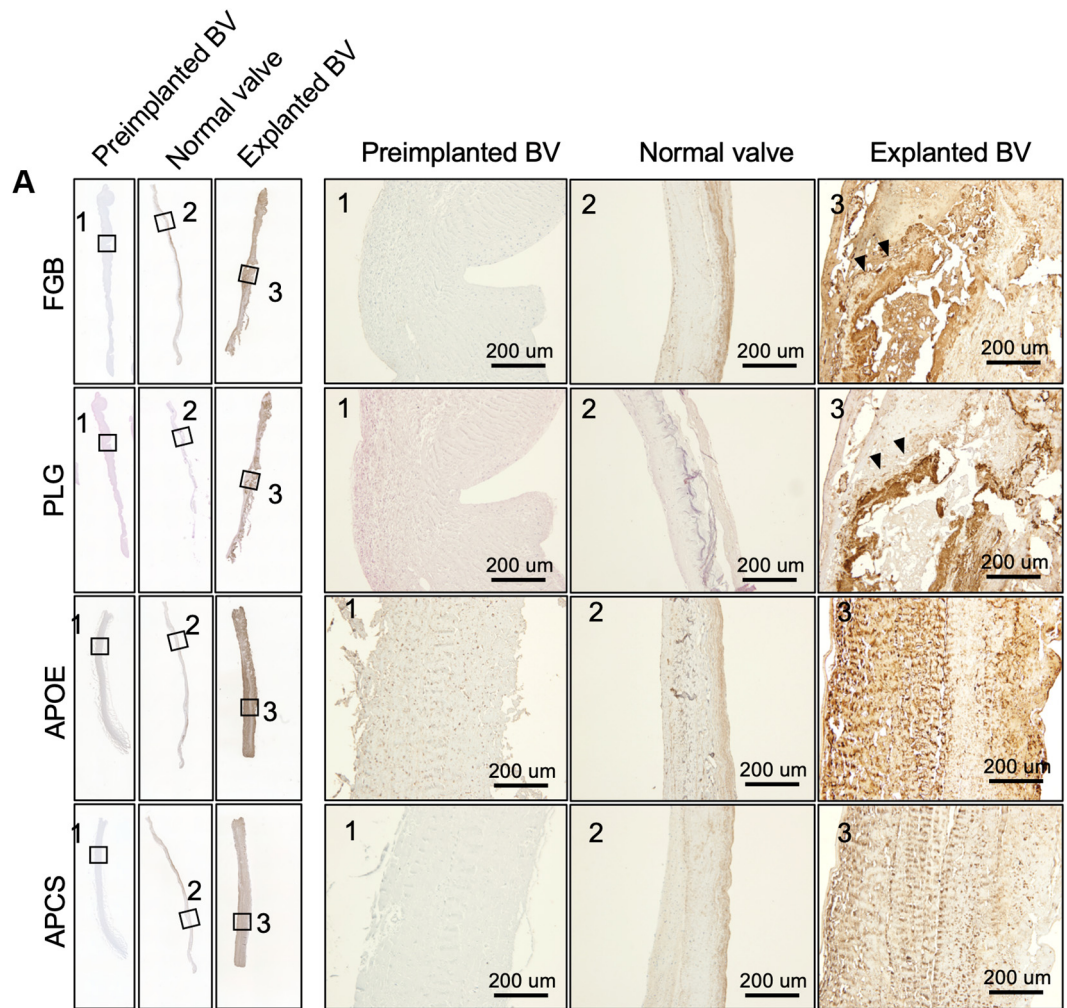 Preimplanted BV
Normal valve
Explanted BV
Preimplanted BV Normal valve Explanted BV
A
FGB
1
2
3
1
200 um
2
200 um
3
200 um
PLG
1
2
3
1
200 um
2
200 um
3
200 um
APOE
1
2
3
1
200 um
2
200 um
3
200 um
APCS
1
2
3
1
200 um
2
200 um
3
200 um